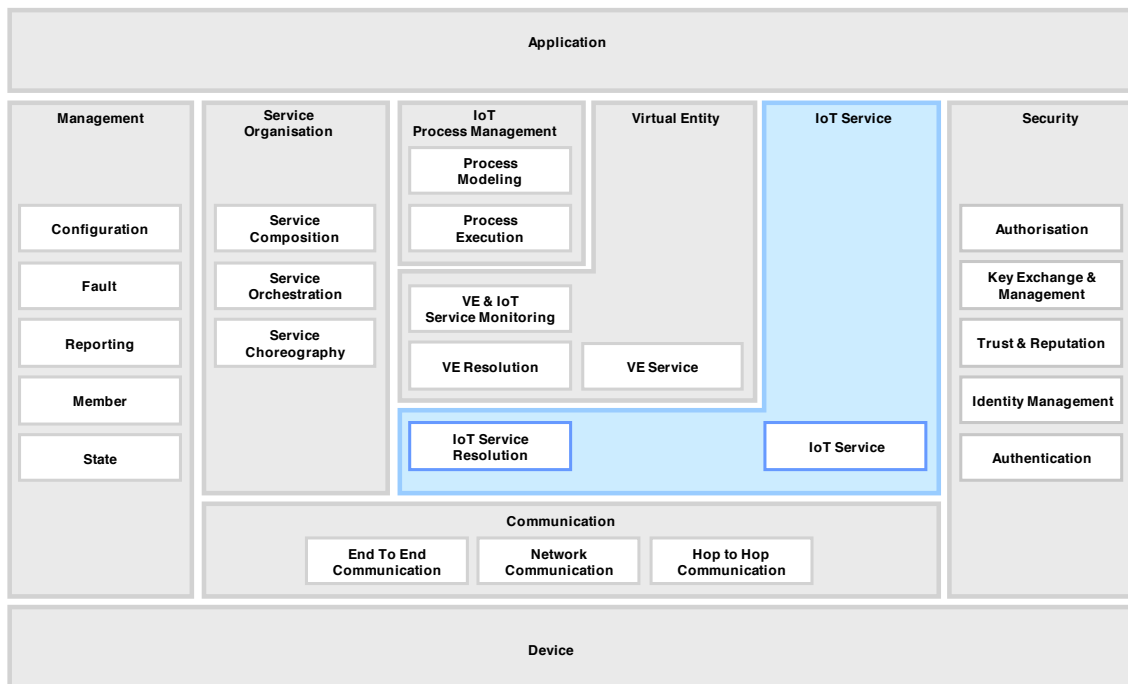 Application
Management
Configuration
Fault
Reporting
Member
State
Service
Organisation
Service
Composition
Service
Orchestration
Service
Choreography
IoT
Process Management
Process
Modeling
Process
Execution
Virtual Entity
VE & IoT
Service Monitoring
VE Resolution
VE Service
IoT Service
IoT Service
Resolution
IoT Service
Security
Authorisation
Key Exchange &
Management
Trust & Reputation
Identity Management
Authentication
Communication
End To End
Communication
Network
Communication
Hop to Hop
Communication
Device